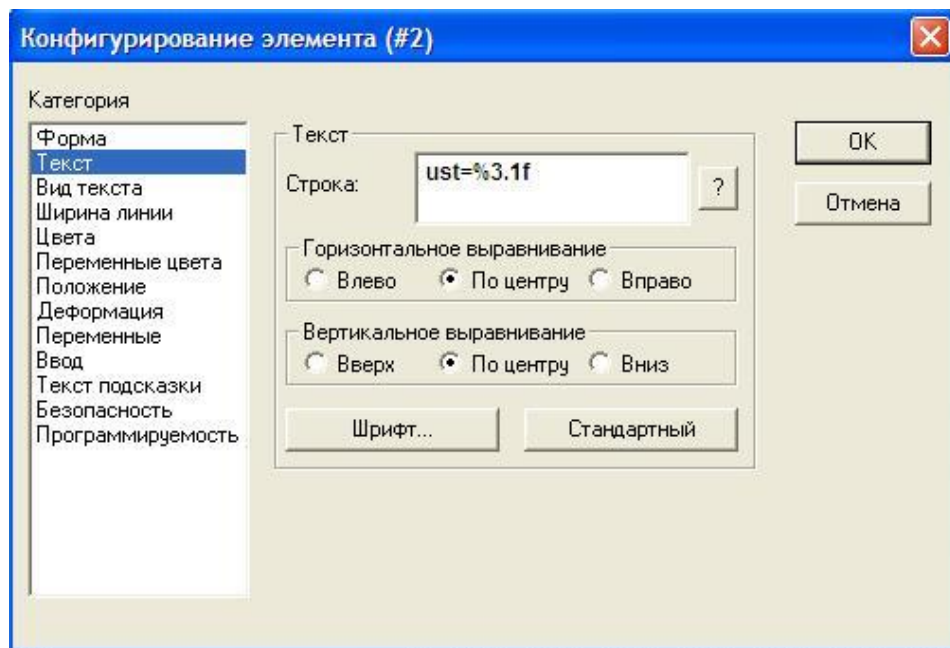 Конфигурирование элемента (#2)
Категория
Форма
Текст
Вид текста
Ширина линии
Цвета
Переменные цвета
Положение
Деформация
Переменные
Ввод
Текст подсказки
Безопасность
Программируемость
Текст
Строка:
ust=%3.1f
?
Горизонтальное выравнивание
Влево По центру Вправо
Вертикальное выравнивание
Вверх По центру Вниз
Шрифт... Стандартный
OK
Отмена